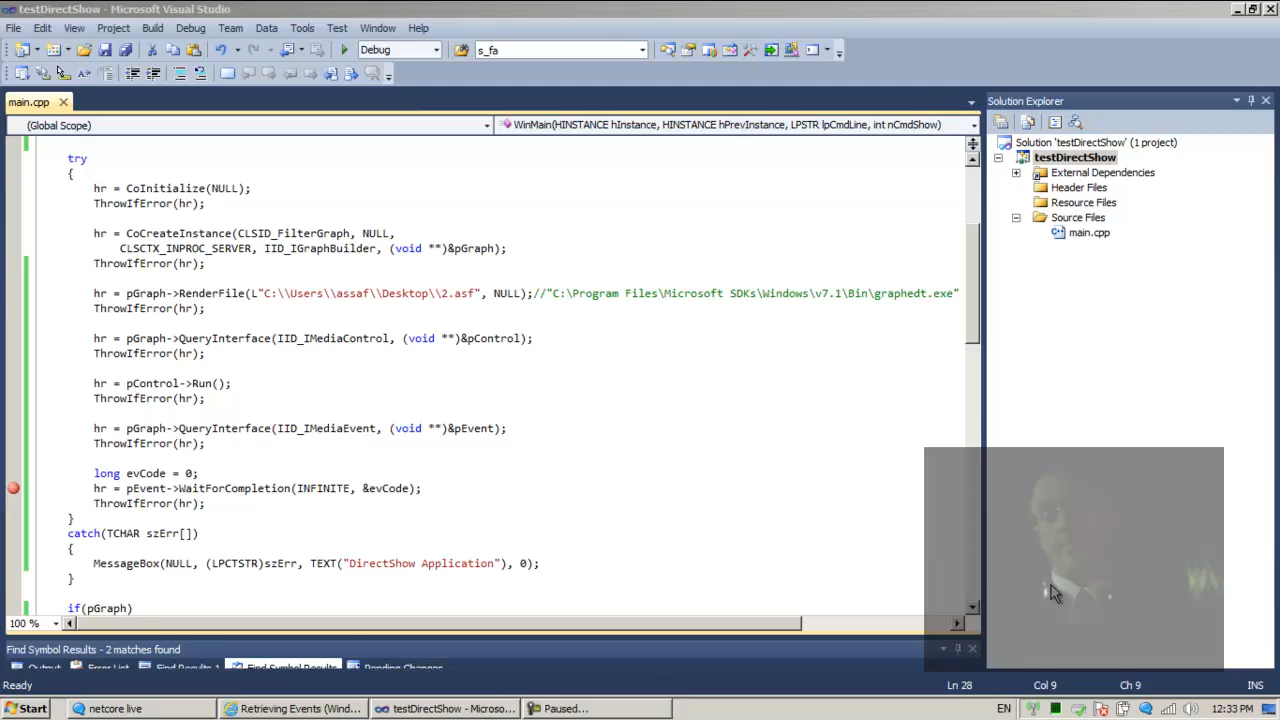 testDirectShow - Microsoft Visual Studio
File Edit View Project Build Debug Team Data Tools Test Window Help
Debug s_fa
main.cpp
Solution Explorer
(Global Scope) WinMain(HINSTANCE hInstance, HINSTANCE hPrevInstance, LPSTR lpCmdLine, int nCmdShow)
Solution 'testDirectShow' (1 project)
testDirectShow
External Dependencies
Header Files
Resource Files
Source Files
main.cpp
try
{
hr = CoInitialize(NULL);
ThrowIfError(hr);
hr = CoCreateInstance(CLSID_FilterGraph, NULL,
CLSCTX_INPROC_SERVER, IID_IGraphBuilder, (void **)&pGraph);
ThrowIfError(hr);
hr = pGraph->RenderFile(L"C:\\Users\\assaf\\Desktop\\2.asf", NULL);//"C:\Program Files\Microsoft SDKs\Windows\v7.1\Bin\graphedt.exe"
ThrowIfError(hr);
hr = pGraph->QueryInterface(IID_IMediaControl, (void **)&pControl);
ThrowIfError(hr);
hr = pControl->Run();
ThrowIfError(hr);
hr = pGraph->QueryInterface(IID_IMediaEvent, (void **)&pEvent);
ThrowIfError(hr);
long evCode = 0;
hr = pEvent->WaitForCompletion(INFINITE, &evCode);
ThrowIfError(hr);
}
catch(TCHAR szErr[])
{
MessageBox(NULL, (LPCTSTR)szErr, TEXT("DirectShow Application"), 0);
}
if(pGraph)
100 %
Find Symbol Results - 2 matches found
Output Error List Find Results 1 Find Symbol Results Pending Changes
Ready Ln 28 Col 9 Ch 9 INS
Start netcore live Retrieving Events (Wind... testDirectShow - Microso... Paused... EN 12:33 PM